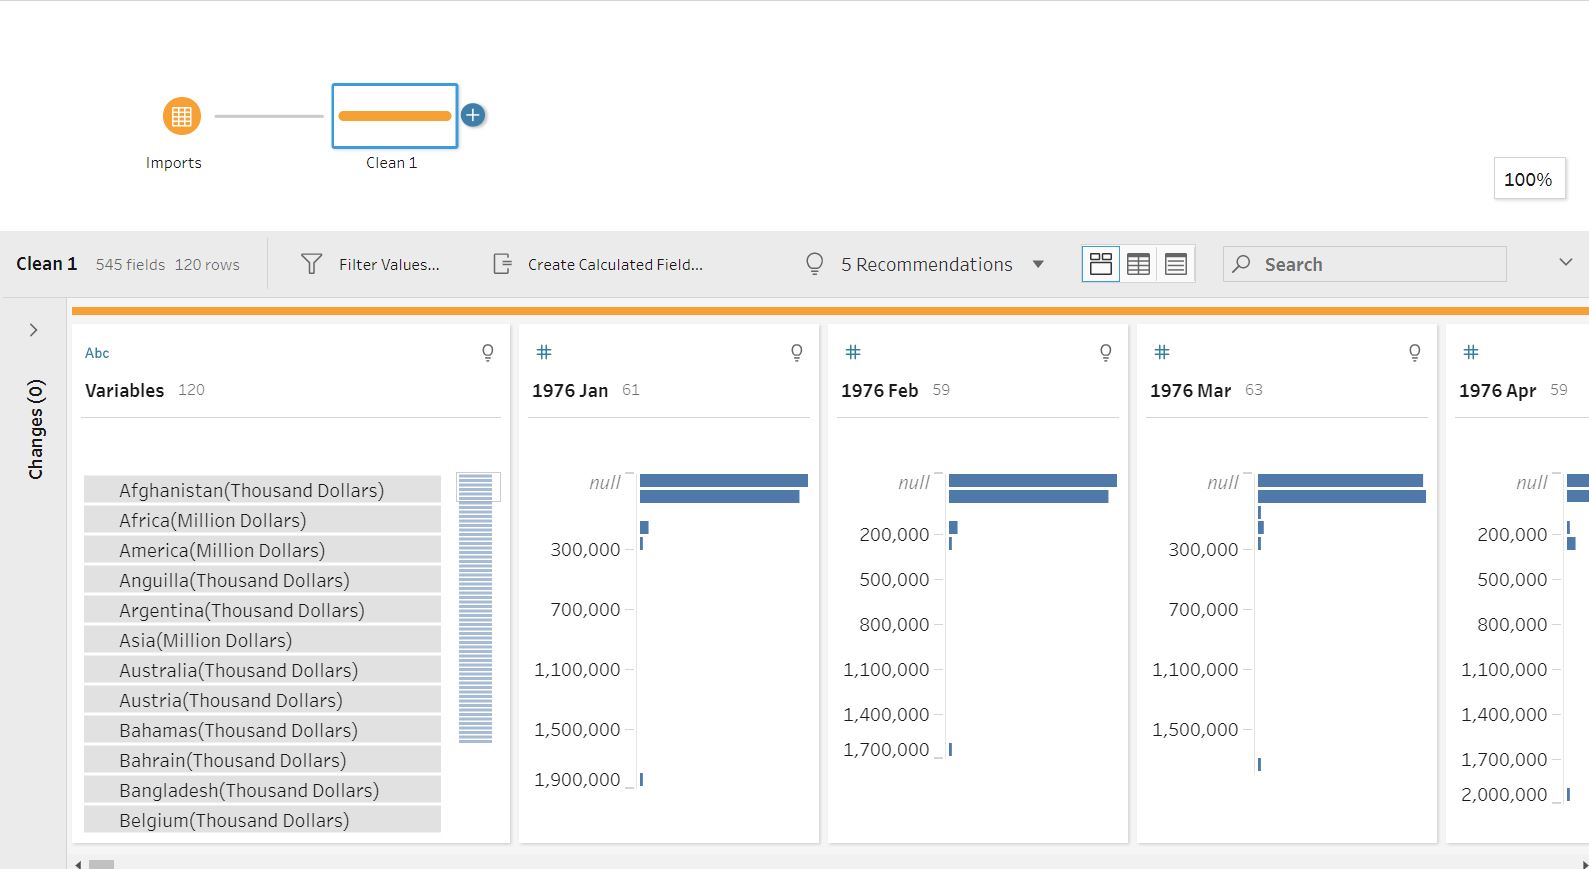 Imports
Clean 1
100%
Clean 1 545 fields 120 rows
Filter Values...
Create Calculated Field...
5 Recommendations
Search
Changes (0)
Abc
Variables 120
Afghanistan(Thousand Dollars)
Africa(Million Dollars)
America(Million Dollars)
Anguilla(Thousand Dollars)
Argentina(Thousand Dollars)
Asia(Million Dollars)
Australia(Thousand Dollars)
Austria(Thousand Dollars)
Bahamas(Thousand Dollars)
Bahrain(Thousand Dollars)
Bangladesh(Thousand Dollars)
Belgium(Thousand Dollars)
#
1976 Jan 61
null
300,000
700,000
1,100,000
1,500,000
1,900,000
#
1976 Feb 59
null
200,000
500,000
800,000
1,100,000
1,400,000
1,700,000
#
1976 Mar 63
null
300,000
700,000
1,100,000
1,500,000
#
1976 Apr 59
null
200,000
500,000
800,000
1,100,000
1,400,000
1,700,000
2,000,000